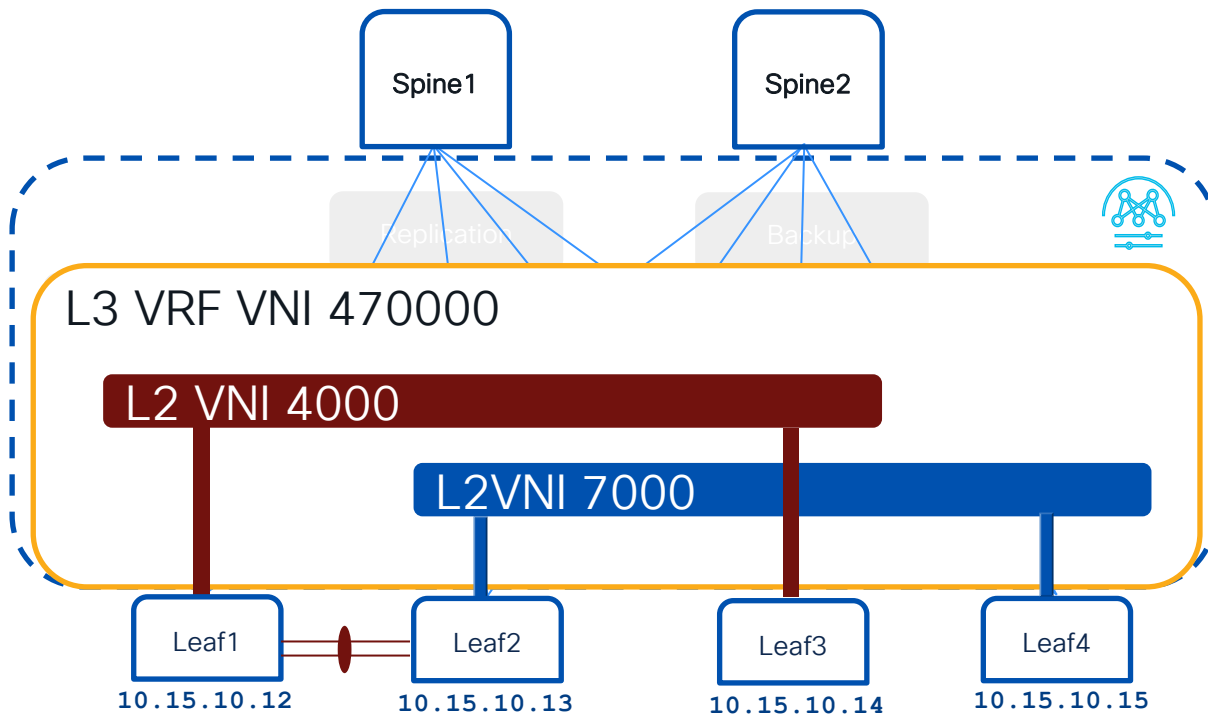 Spine1
Spine2
Replication
Backup
L3 VRF VNI 470000
L2 VNI 4000
L2VNI 7000
Leaf1
Leaf2
Leaf3
Leaf4
10.15.10.12
10.15.10.13
10.15.10.14
10.15.10.15